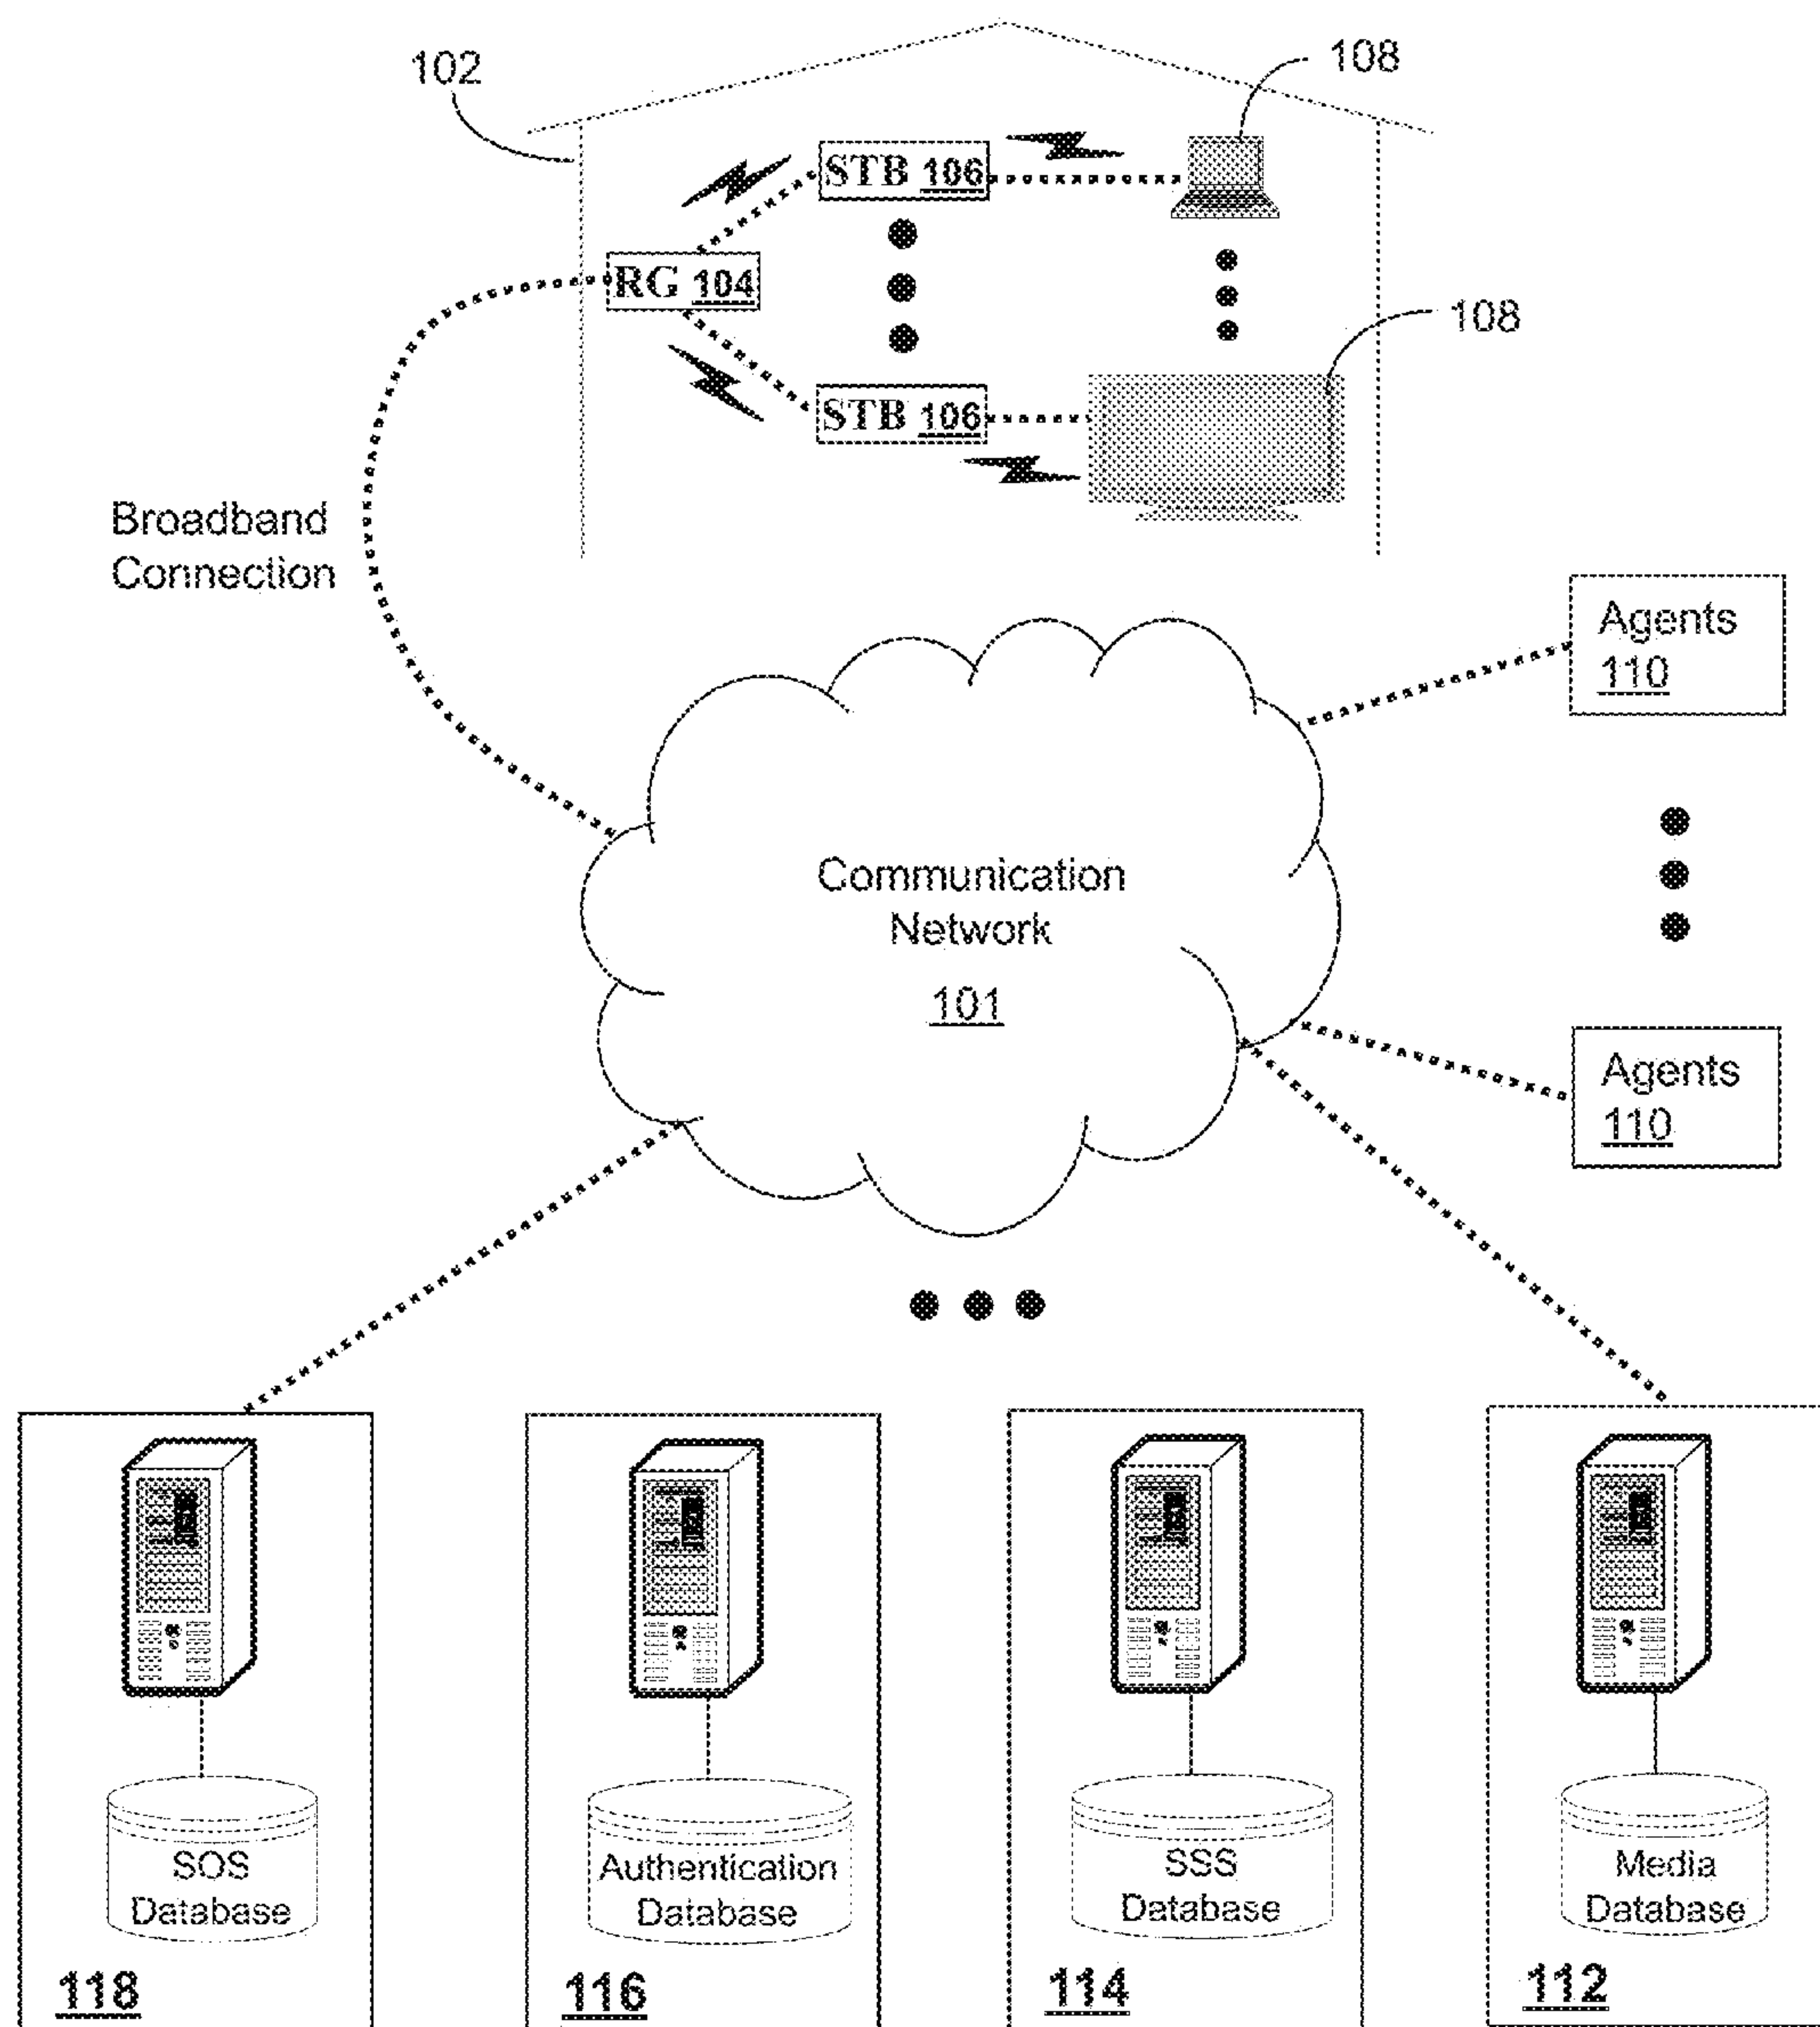 102
108
STB 106
RG 104
108
STB 106
Broadband
Connection
Agents
110
Communication
Network
101
Agents
110
SOS
Database
118
Authentication
Database
116
SSS
Database
114
Media
Database
112